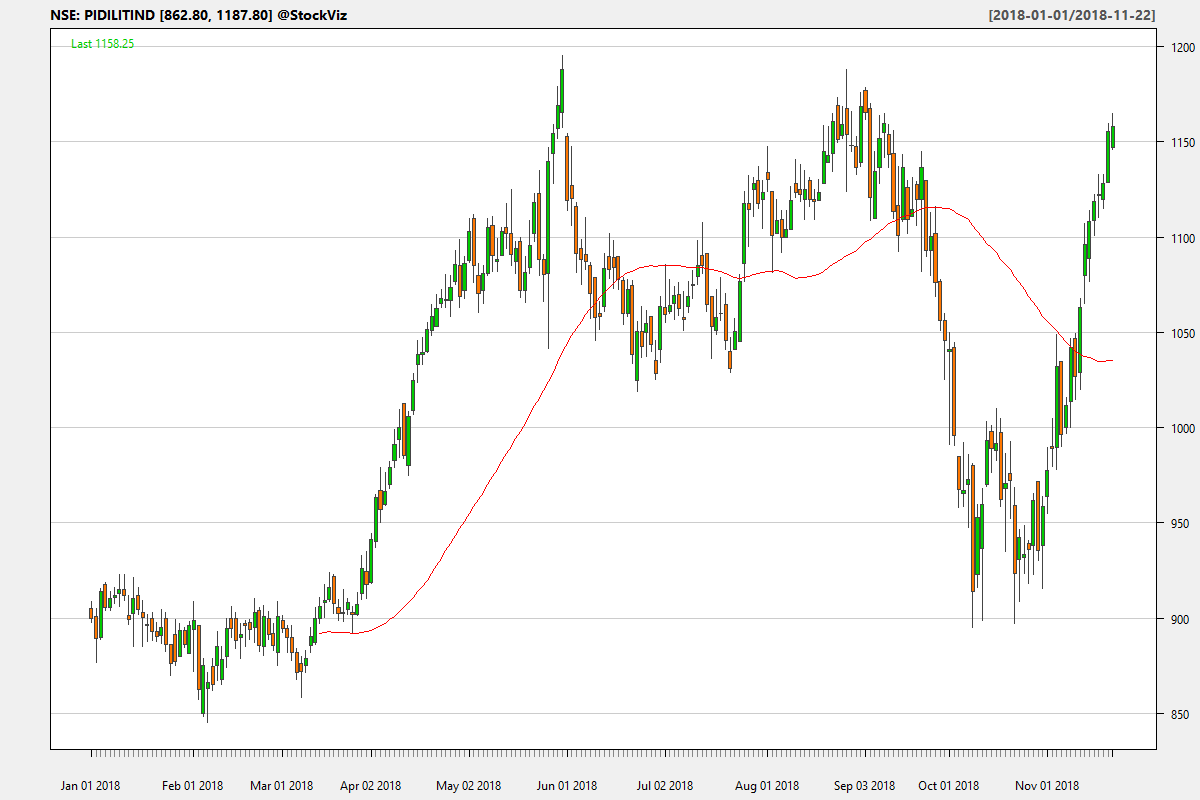 NSE: PIDILITIND [862.80, 1187.80] @StockViz [2018-01-01/2018-11-22]
Last 1158.25
1200
1150
1100
1050
1000
950
900
850
Jan 01 2018 Feb 02 2018 Mar 01 2018 Apr 02 2018 May 02 2018 Jun 01 2018 Jul 02 2018 Aug 01 2018 Sep 03 2018 Oct 01 2018 Nov 01 2018